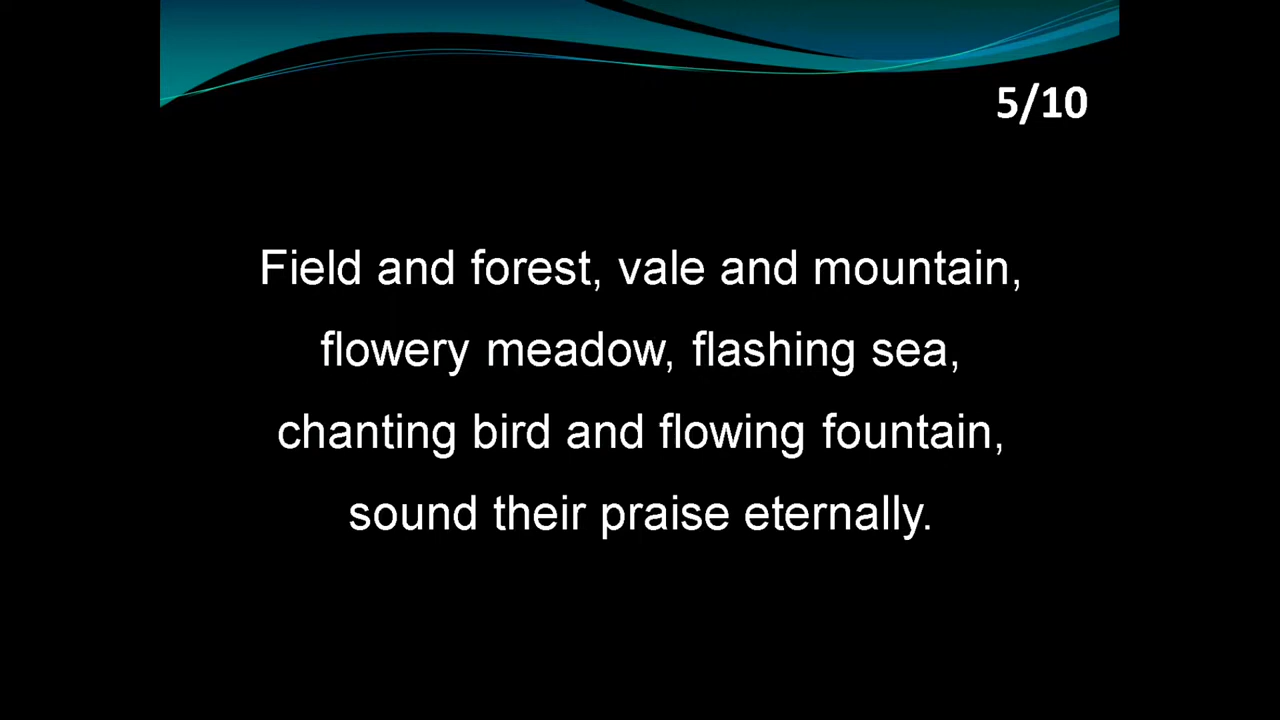 5/10
Field and forest, vale and mountain,
flowery meadow, flashing sea,
chanting bird and flowing fountain,
sound their praise eternally.